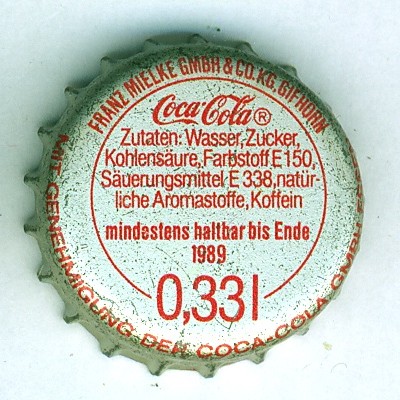 FRANZ MIELKE GMBH & CO. KG, GIFHORN
Coca-Cola®
Zutaten: Wasser, Zucker,
Kohlensäure, Farbstoff E 150,
Säuerungsmittel E 338, natür-
liche Aromastoffe, Koffein
mindestens haltbar bis Ende
1989
0,33 l
MIT GENEHMIGUNG DER COCA-COLA GMBH